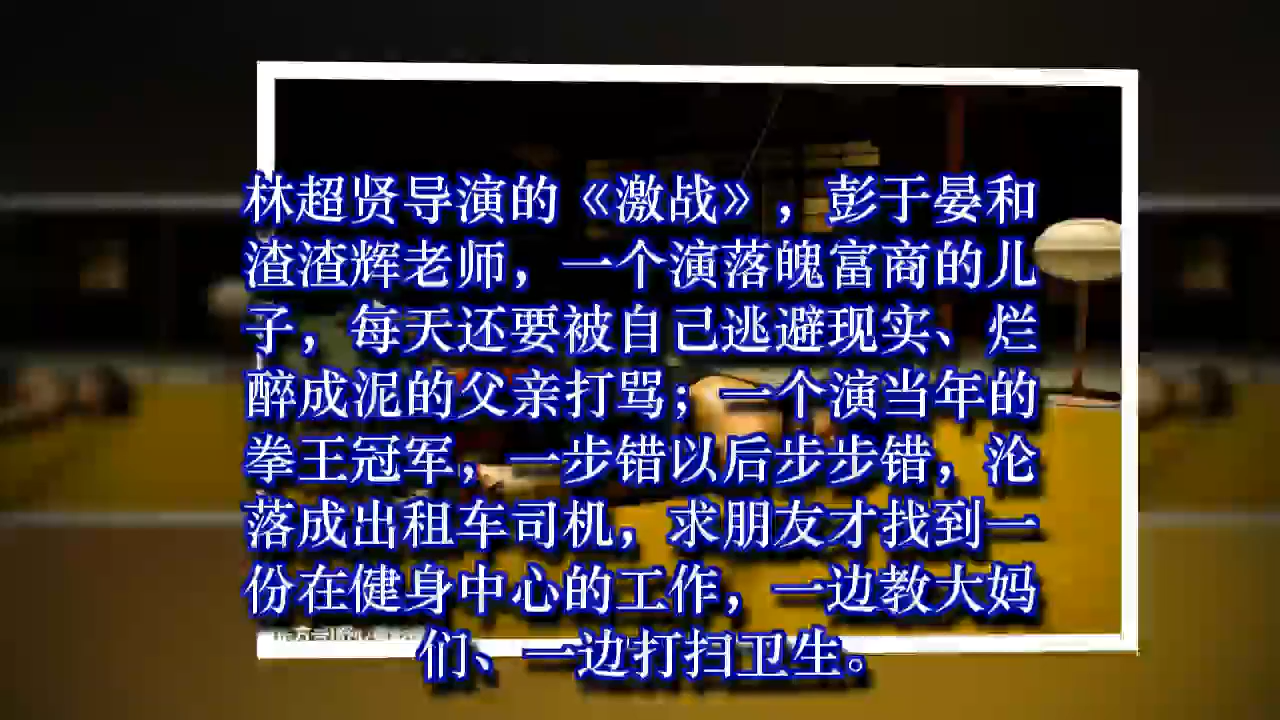 林超贤导演的《激战》，彭于晏和
渣渣辉老师，一个演落魄富商的儿
子，每天还要被自己逃避现实、烂
醉成泥的父亲打骂；一个演当年的
拳王冠军，一步错以后步步错，沦
落成出租车司机，求朋友才找到一
份在健身中心的工作，一边教大妈
们、一边打扫卫生。